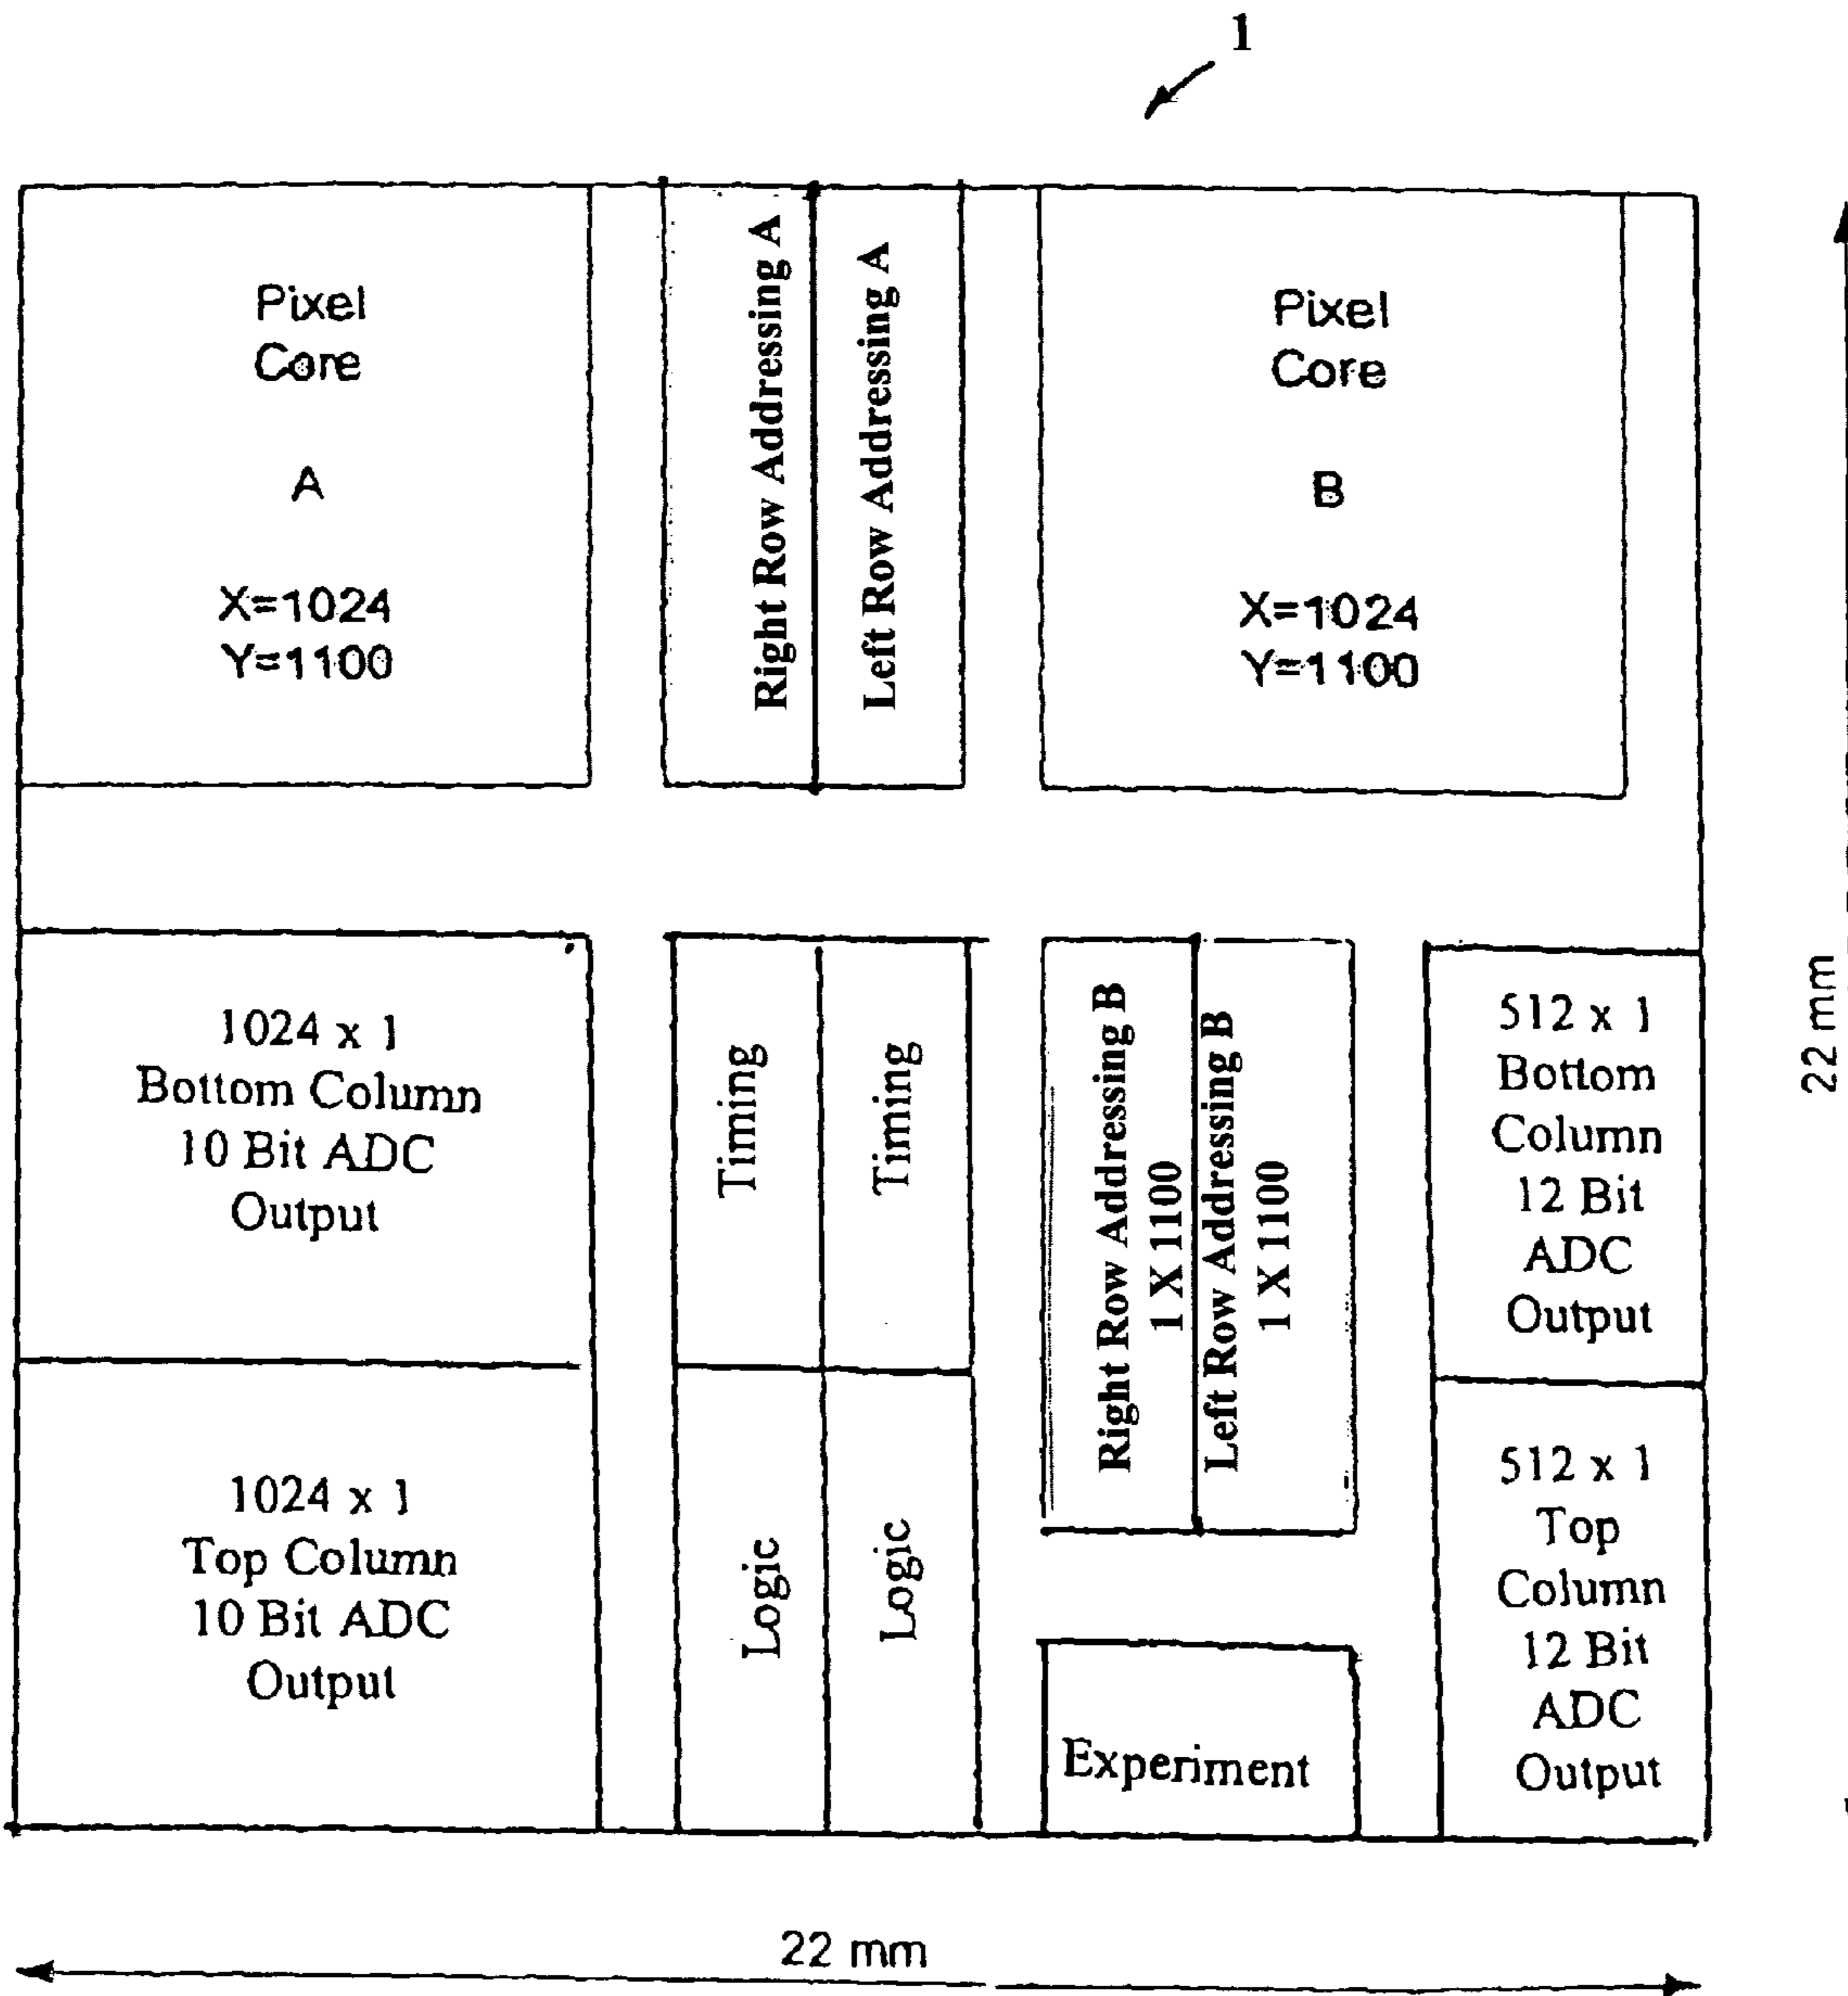 1
Pixel
Core
A
X=1024
Y=1100
Right Row Addressing A
Left Row Addressing A
Pixel
Core
B
X=1024
Y=1100
1024 x 1
Bottom Column
10 Bit ADC
Output
Timing
Timing
Right Row Addressing B
1 X 1100
Left Row Addressing B
1 X 1100
512 x 1
Bottom
Column
12 Bit
ADC
Output
22 mm
1024 x 1
Top Column
10 Bit ADC
Output
Logic
Logic
Experiment
512 x 1
Top
Column
12 Bit
ADC
Output
22 mm